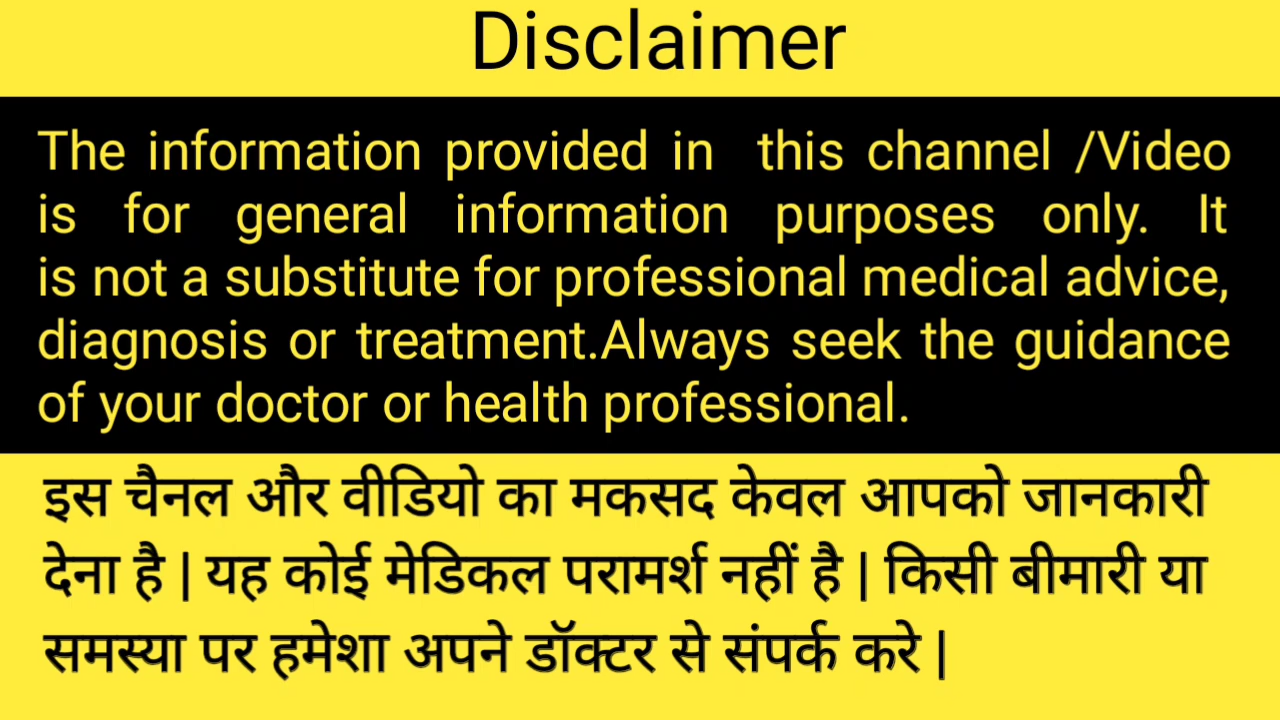 Disclaimer
The information provided in this channel /Video
is for general information purposes only. It
is not a substitute for professional medical advice,
diagnosis or treatment.Always seek the guidance
of your doctor or health professional.
इस चैनल और वीडियो का मकसद केवल आपको जानकारी
देना है | यह कोई मेडिकल परामर्श नहीं है | किसी बीमारी या
समस्या पर हमेशा अपने डॉक्टर से संपर्क करे |